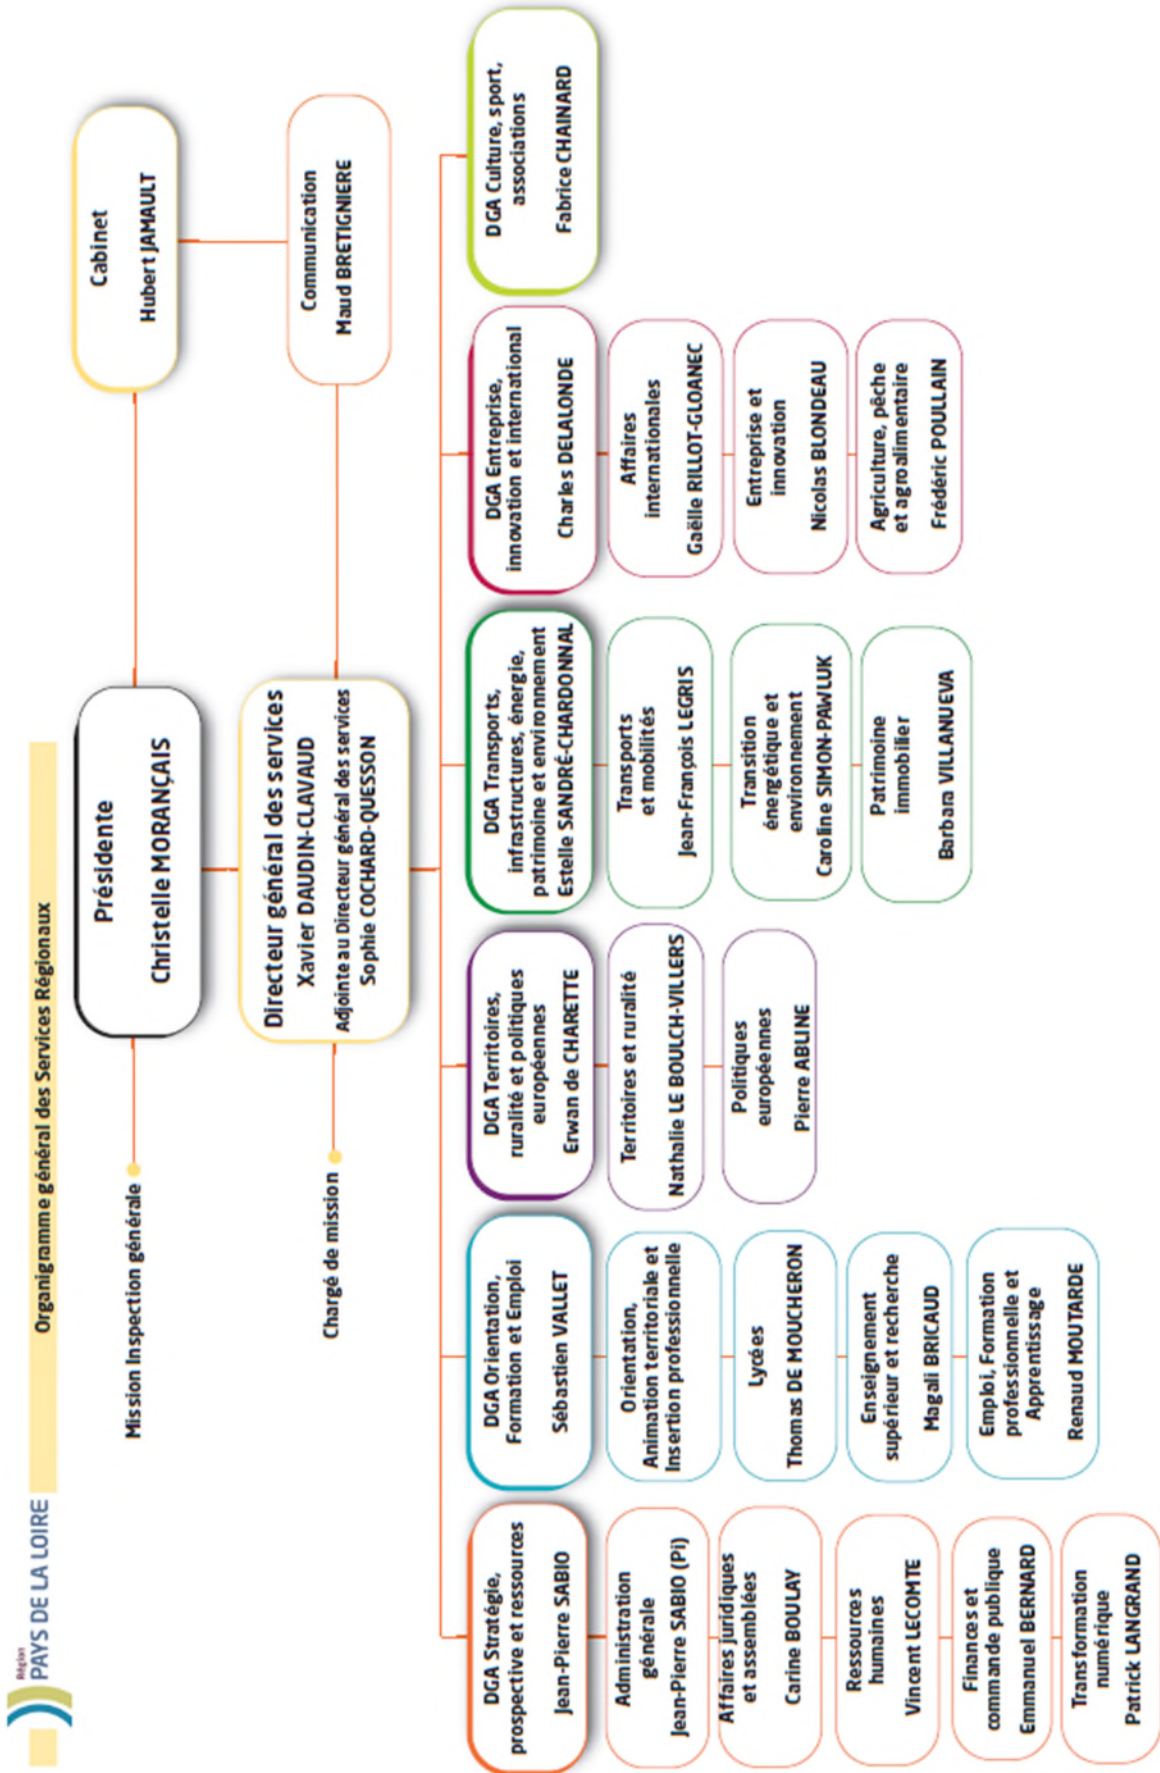 Région
PAYS DE LA LOIRE
Organigramme général des Services Régionaux
Présidente
Christelle MORANÇAIS
Cabinet
Hubert JAMAULT
Mission Inspection générale
Directeur général des services
Xavier DAUDIN-CLAVAUD
Adjointe au Directeur général des services
Sophie COCHARD-QUESSON
Communication
Maud BRETIGNIERE
Chargé de mission
DGA Stratégie,
prospective et ressources
Jean-Pierre SABIO
Administration
générale
Jean-Pierre SABIO (Pi)
Affaires juridiques
et assemblées
Carine BOULAY
Ressources
humaines
Vincent LECOMTE
Finances et
commande publique
Emmanuel BERNARD
Transformation
numérique
Patrick LANGRAND
DGA Orientation,
Formation et Emploi
Sébastien VALLET
Orientation,
Animation territoriale et
Insertion professionnelle
Lycées
Thomas DE MOUCHERON
Enseignement
supérieur et recherche
Magali BRICAUD
Emploi, Formation
professionnelle et
Apprentissage
Renaud MOUTARDE
DGA Territoires,
ruralité et politiques
européennes
Erwan de CHARETTE
Territoires et ruralité
Nathalie LE BOULCH-VILLERS
Politiques
européennes
Pierre ABLINE
DGA Transports,
infrastructures, énergie,
patrimoine et environnement
Estelle SANDRÉ-CHARDONNAL
Transports
et mobilités
Jean-François LEGRIS
Transition
énergétique et
environnement
Caroline SIMON-PAWLUK
Patrimoine
immobilier
Barbara VILLANUEVA
DGA Entreprise,
innovation et international
Charles DELALONDE
Affaires
internationales
Gaëlle RILLOT-GLOANEC
Entreprise et
innovation
Nicolas BLONDEAU
Agriculture, pêche
et agroalimentaire
Frédéric POULLAIN
DGA Culture, sport,
associations
Fabrice CHAINARD